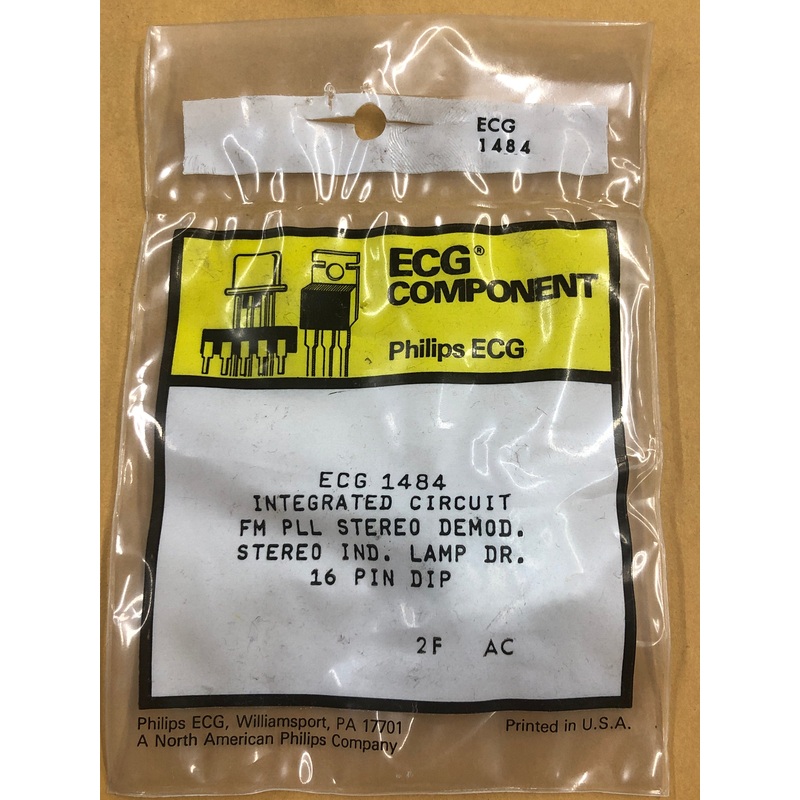 ECG
1484
ECG®
COMPONENT
Philips ECG
ECG 1484
INTEGRATED CIRCUIT
FM PLL STEREO DEMOD.
STEREO IND. LAMP DR.
16 PIN DIP
2F AC
Philips ECG, Williamsport, PA 17701
A North American Philips Company
Printed in U.S.A.